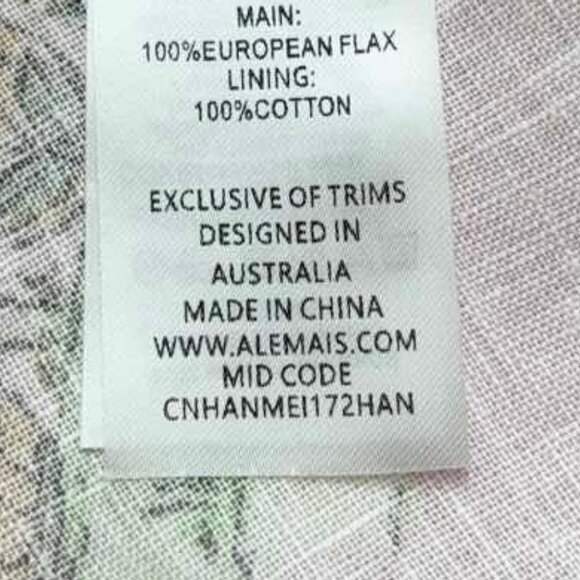 MAIN:
100%EUROPEAN FLAX
LINING:
100%COTTON
EXCLUSIVE OF TRIMS
DESIGNED IN
AUSTRALIA
MADE IN CHINA
WWW.ALEMAIS.COM
MID CODE
CNHANMEI172HAN